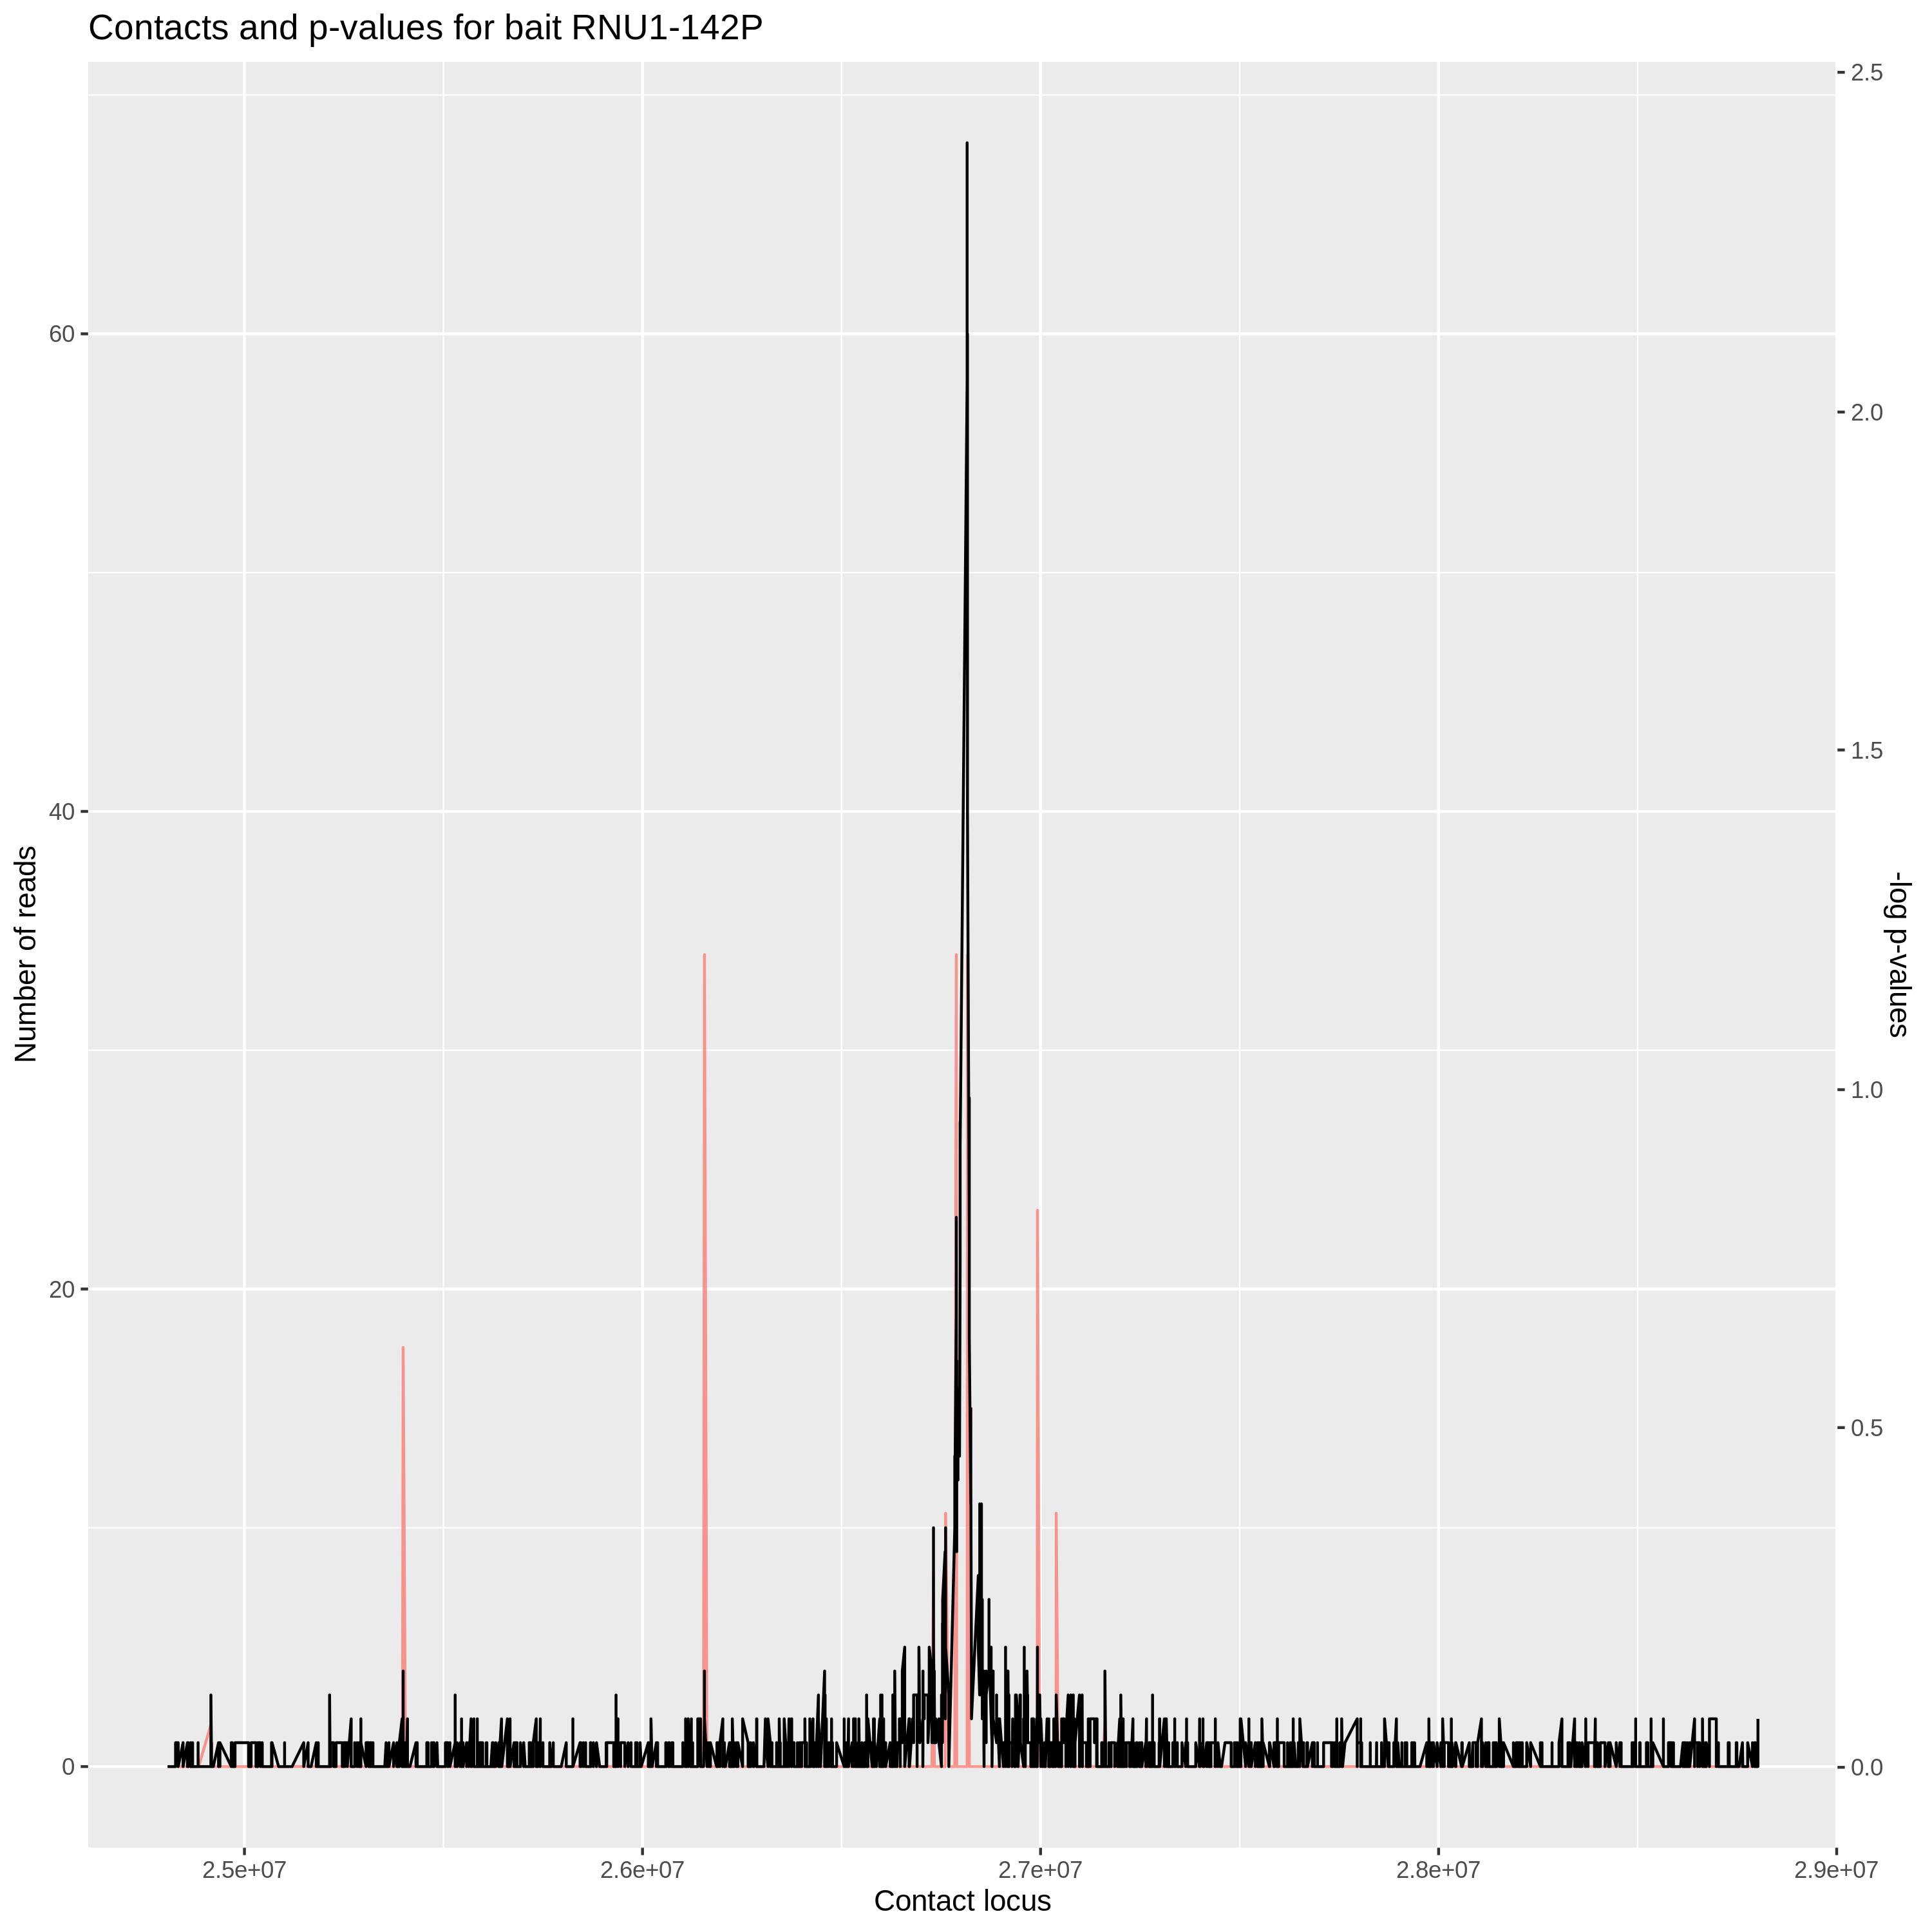 Contacts and p-values for bait RNU1-142P
2.5
60
2.0
1.5
40
Number of reads
-log p-values
1.0
20
0.5
0
0.0
2.5e+07 2.6e+07 2.7e+07 2.8e+07 2.9e+07
Contact locus